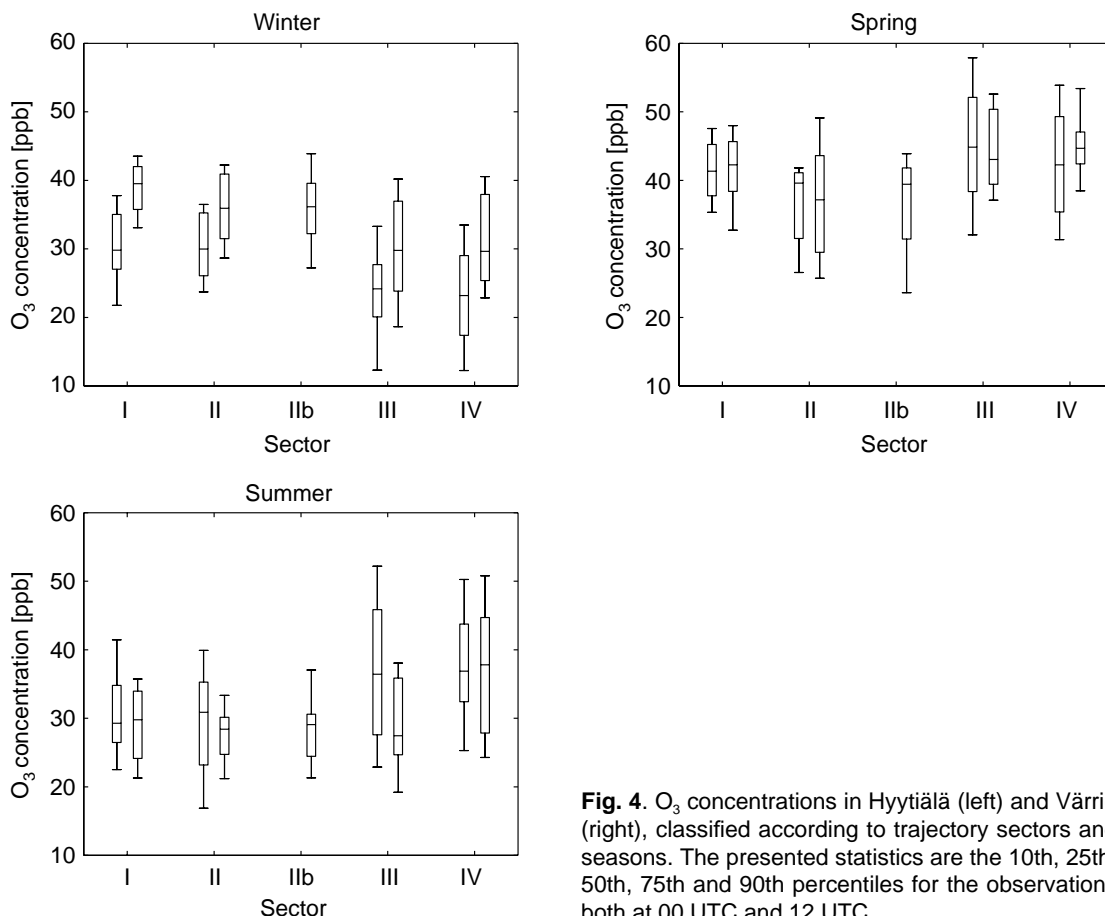 Winter
60
50
40
30
20
10
O3 concentration [ppb]
I II IIb III IV
Sector
Spring
60
50
40
30
20
10
O3 concentration [ppb]
I II IIb III IV
Sector
Summer
60
50
40
30
20
10
O3 concentration [ppb]
I II IIb III IV
Sector
Fig. 4. O3 concentrations in Hyytiälä (left) and Värri
(right), classified according to trajectory sectors an
seasons. The presented statistics are the 10th, 25th
50th, 75th and 90th percentiles for the observation
both at 00 UTC and 12 UTC